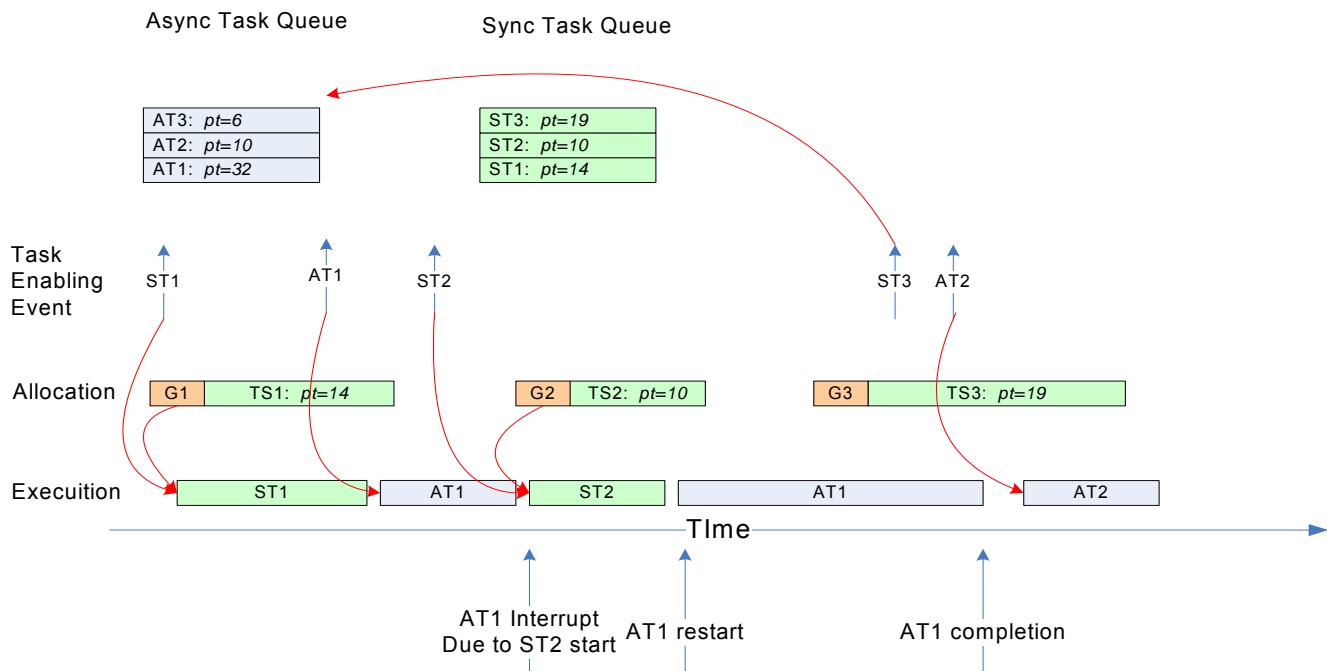 Async Task Queue
Sync Task Queue
AT3: pt=6
AT2: pt=10
AT1: pt=32
ST3: pt=19
ST2: pt=10
ST1: pt=14
Task
Enabling
Event
ST1
AT1
ST2
ST3
AT2
Allocation
G1
TS1: pt=14
G2
TS2: pt=10
G3
TS3: pt=19
Execuition
ST1
AT1
ST2
AT1
AT2
TIme
AT1 Interrupt
Due to ST2 start
AT1 restart
AT1 completion